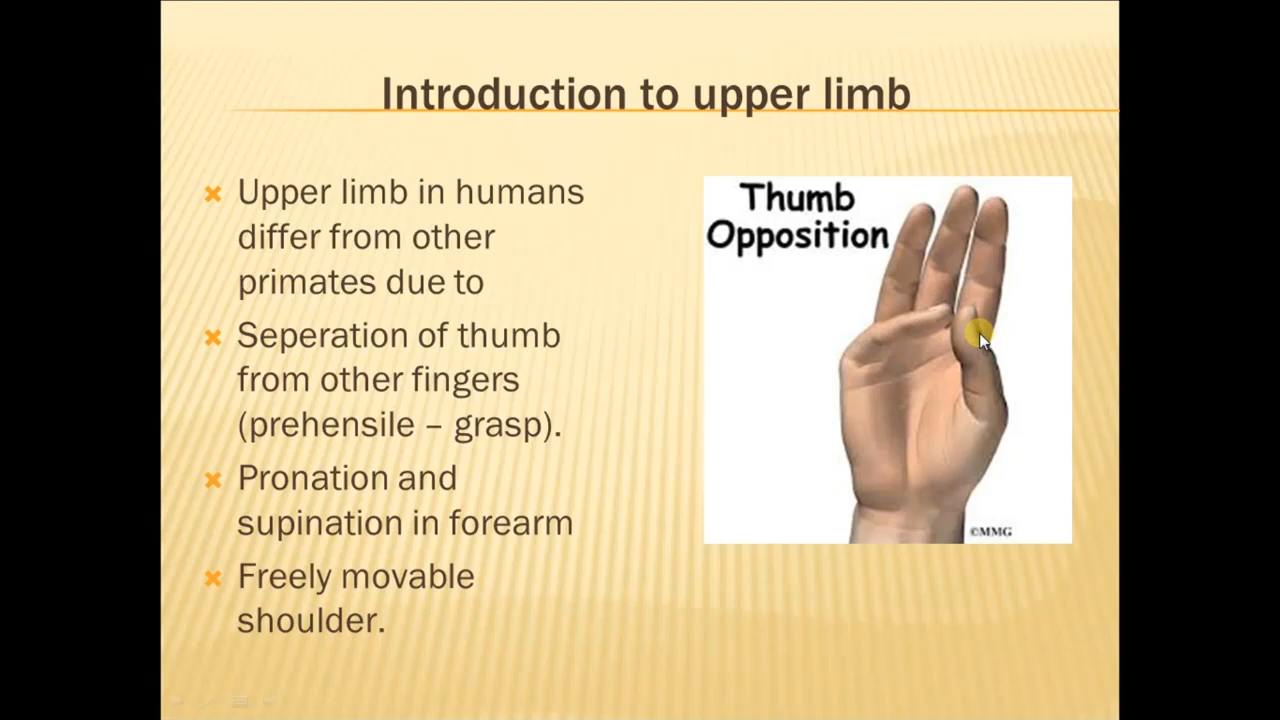 Introduction to upper limb
Upper limb in humans
differ from other
primates due to
Seperation of thumb
from other fingers
(prehensile – grasp).
Pronation and
supination in forearm
Freely movable
shoulder.
Thumb
Opposition
©MMG